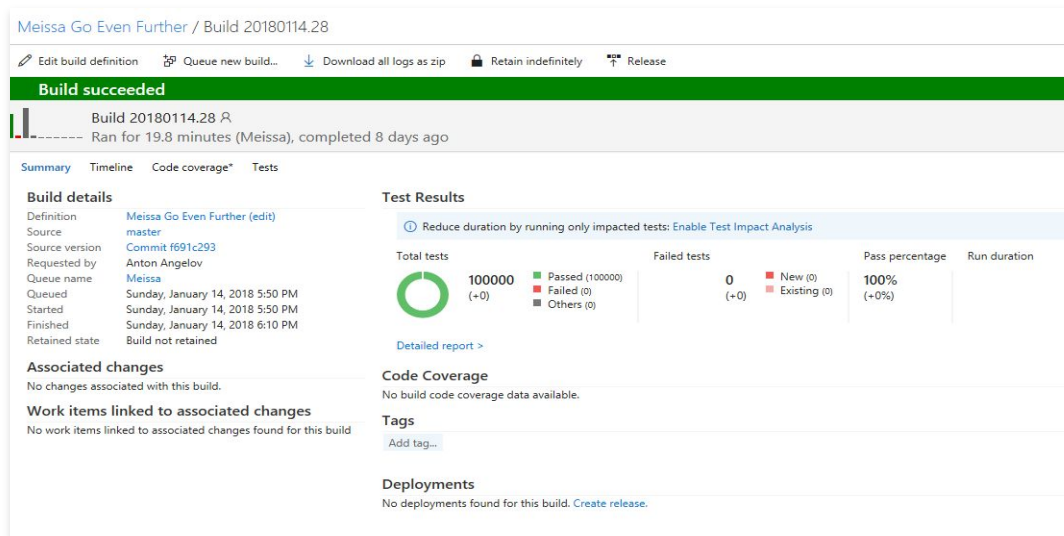 Meissa Go Even Further / Build 20180114.28
Edit build definition Queue new build... Download all logs as zip Retain indefinitely Release
Build succeeded
Build 20180114.28
Ran for 19.8 minutes (Meissa), completed 8 days ago
Summary Timeline Code coverage* Tests
Build details
Definition Meissa Go Even Further (edit)
Source master
Source version Commit f691c293
Requested by Anton Angelov
Queue name Meissa
Queued Sunday, January 14, 2018 5:50 PM
Started Sunday, January 14, 2018 5:50 PM
Finished Sunday, January 14, 2018 6:10 PM
Retained state Build not retained
Associated changes
No changes associated with this build.
Work items linked to associated changes
No work items linked to associated changes found for this build
Test Results
Reduce duration by running only impacted tests: Enable Test Impact Analysis
Total tests Failed tests Pass percentage Run duration
100000 Passed (100000) 0 New (0) 100%
(+0) Failed (0) (+0) Existing (0) (+0%)
Others (0)
Detailed report >
Code Coverage
No build code coverage data available.
Tags
Add tag...
Deployments
No deployments found for this build. Create release.